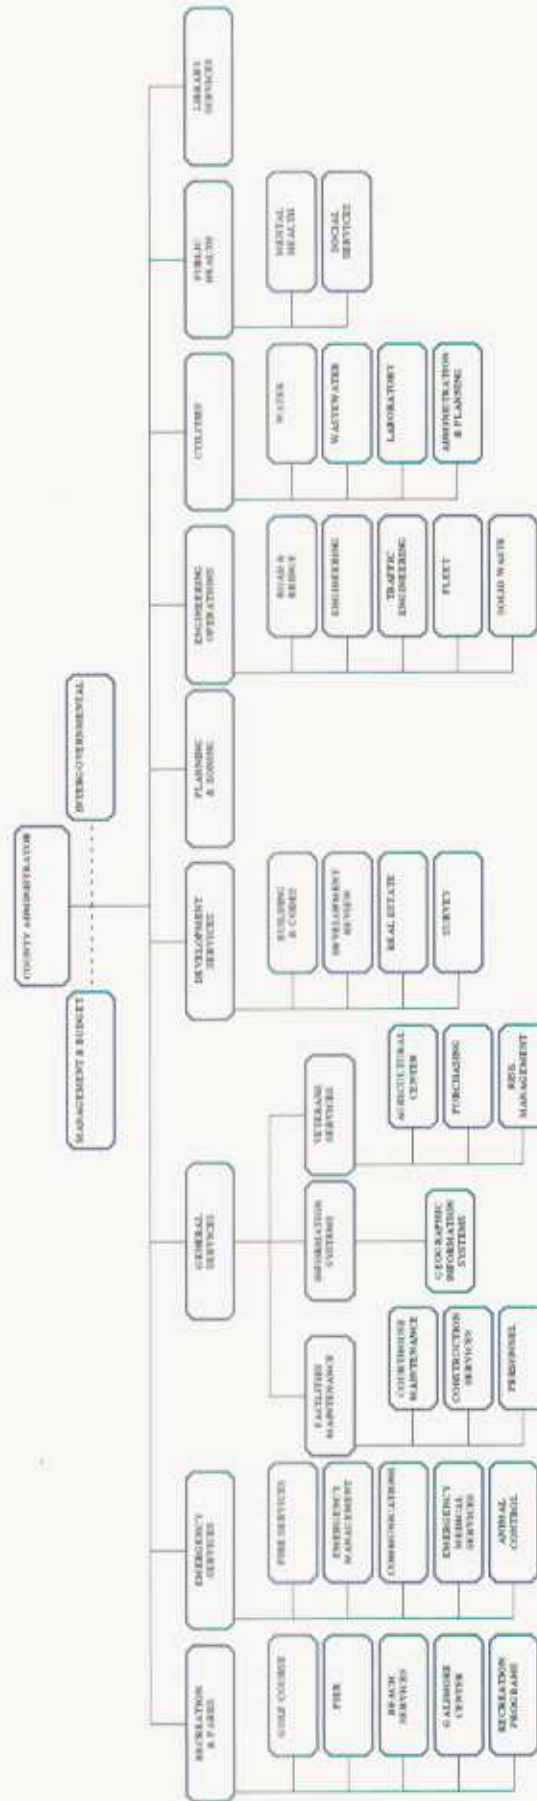 COUNTY ADMINISTRATOR
MANAGEMENT & BUDGET
INTERGOVERNMENTAL
RECREATION
& PARKS
EMERGENCY
SERVICES
GENERAL
SERVICES
DEVELOPMENT
SERVICES
PLANNING
& ZONING
ENGINEERING
OPERATIONS
UTILITIES
PUBLIC
HEALTH
LIBRARY
SERVICES
GOLF COURSE
PIER
BEACH
SERVICES
GALIMORE
CENTER
RECREATION
PROGRAMS
FIRE SERVICES
EMERGENCY
MANAGEMENT
COMMUNICATIONS
EMERGENCY
MEDICAL
SERVICES
ANIMAL
CONTROL
FACILITIES
MAINTENANCE
COURTHOUSE
MAINTENANCE
CONSTRUCTION
SERVICES
PERSONNEL
INFORMATION
SYSTEMS
GEOGRAPHIC
INFORMATION
SYSTEMS
VETERANS
SERVICES
AGRICULTURAL
CENTER
PURCHASING
RISK
MANAGEMENT
BUILDING
& CODES
DEVELOPMENT
REVIEW
REAL ESTATE
SURVEY
ROAD &
BRIDGE
ENGINEERING
TRAFFIC
ENGINEERING
FLEET
SOLID WASTE
WATER
WASTEWATER
LABORATORY
ADMINISTRATION
& PLANNING
MENTAL
HEALTH
SOCIAL
SERVICES